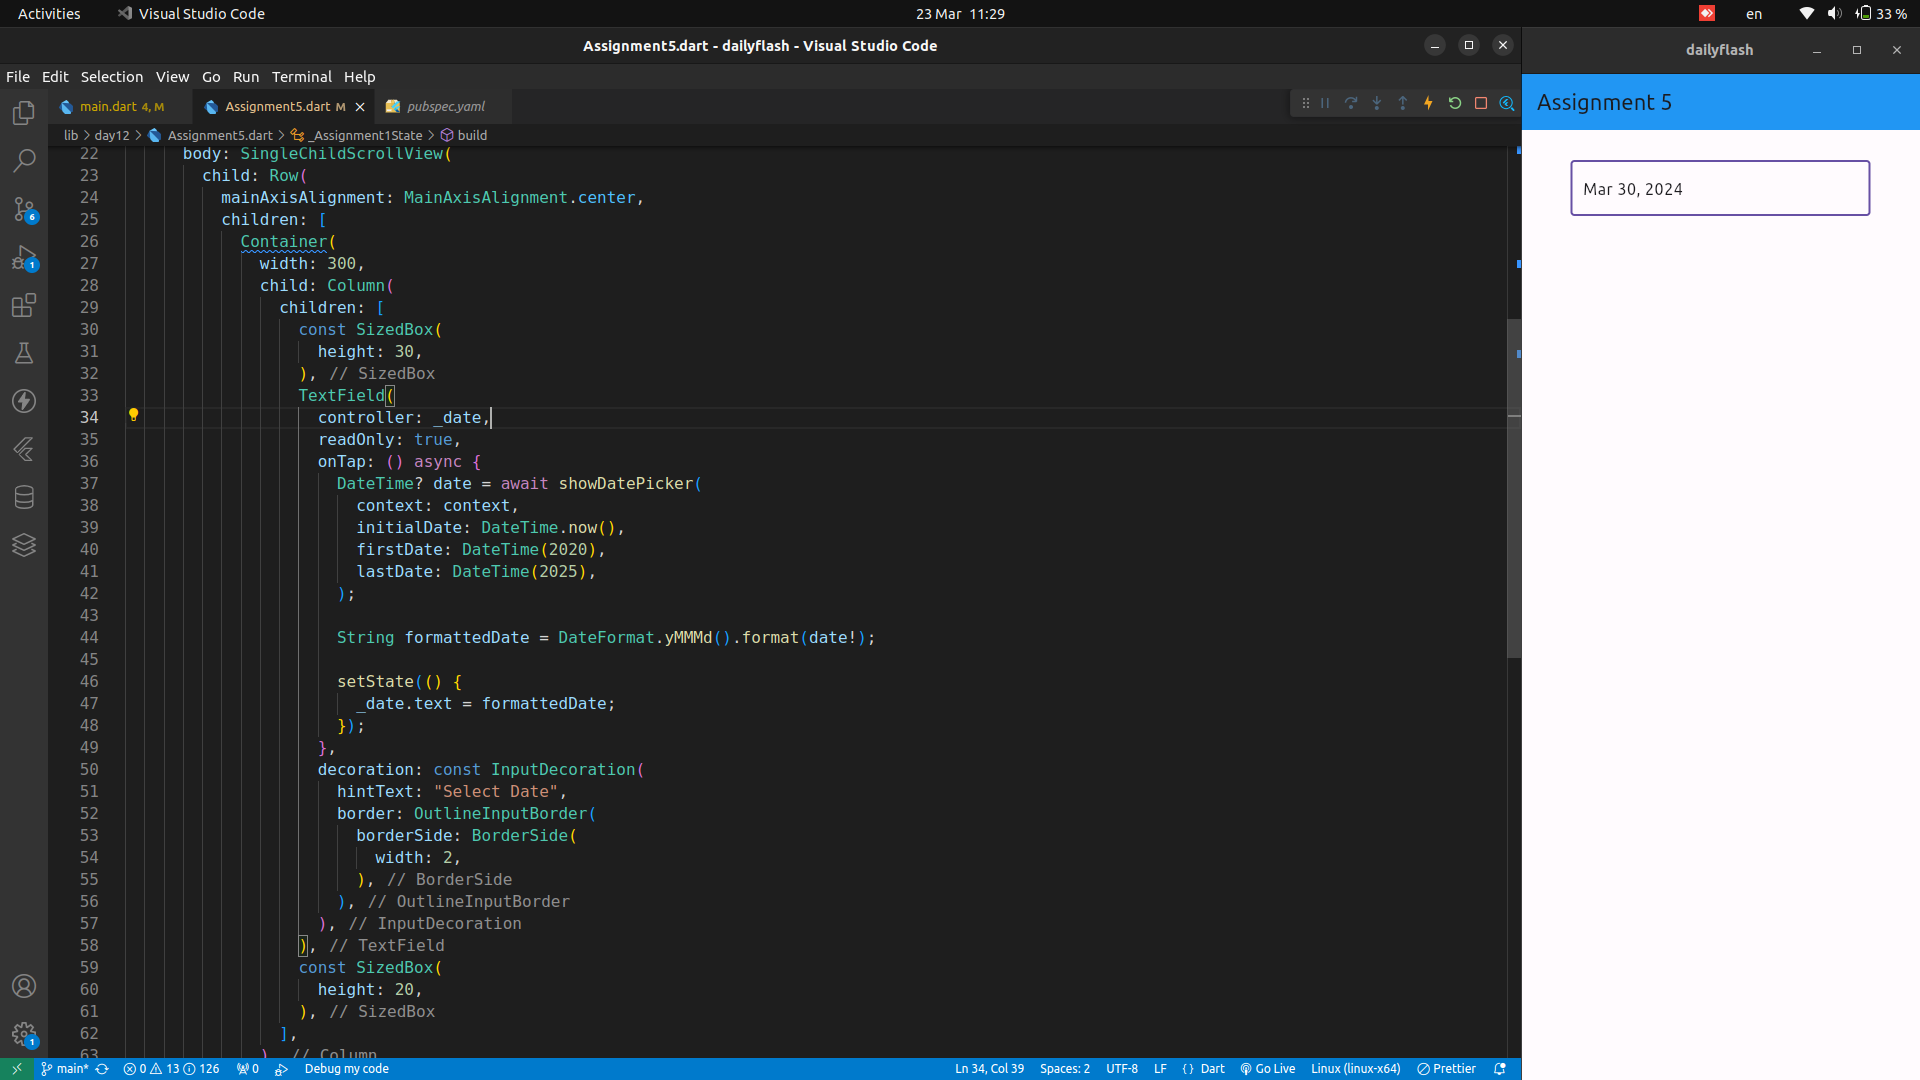 Activities
Visual Studio Code
23 Mar 11:29
en
33 %
Assignment5.dart - dailyflash - Visual Studio Code
dailyflash
File Edit Selection View Go Run Terminal Help
main.dart 4, M
Assignment5.dart M
pubspec.yaml
lib > day12 > Assignment5.dart > _Assignment1State > build
Assignment 5
Mar 30, 2024
22 body: SingleChildScrollView(
23 child: Row(
24 mainAxisAlignment: MainAxisAlignment.center,
25 children: [
26 Container(
27 width: 300,
28 child: Column(
29 children: [
30 const SizedBox(
31 height: 30,
32 ), // SizedBox
33 TextField(
34 controller: _date,
35 readOnly: true,
36 onTap: () async {
37 DateTime? date = await showDatePicker(
38 context: context,
39 initialDate: DateTime.now(),
40 firstDate: DateTime(2020),
41 lastDate: DateTime(2025),
42 );
43
44 String formattedDate = DateFormat.yMMMd().format(date!);
45
46 setState(() {
47 _date.text = formattedDate;
48 });
49 },
50 decoration: const InputDecoration(
51 hintText: "Select Date",
52 border: OutlineInputBorder(
53 borderSide: BorderSide(
54 width: 2,
55 ), // BorderSide
56 ), // OutlineInputBorder
57 ), // InputDecoration
58 ), // TextField
59 const SizedBox(
60 height: 20,
61 ), // SizedBox
62 ],
63 ), // Column
6
1
1
main* 0 13 126 0 Debug my code
Ln 34, Col 39 Spaces: 2 UTF-8 LF {} Dart Go Live Linux (linux-x64) Prettier